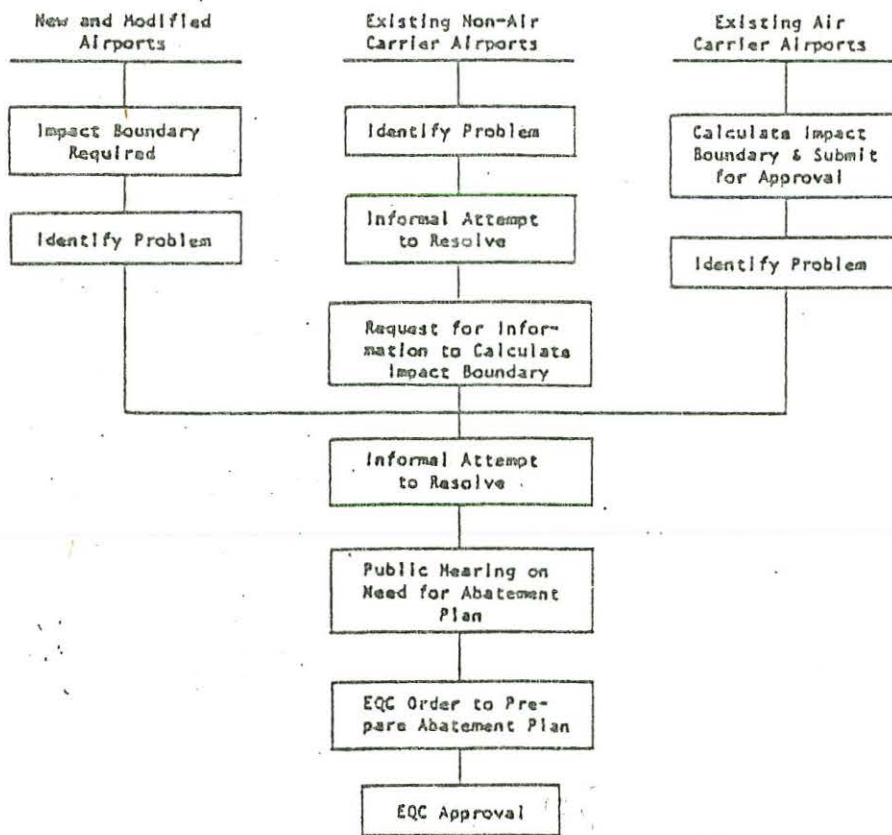 New and Modified
Airports
Existing Non-Air
Carrier Airports
Existing Air
Carrier Airports
Impact Boundary
Required
Identify Problem
Identify Problem
Informal Attempt
to Resolve
Request for Infor-
mation to Calculate
Impact Boundary
Calculate Impact
Boundary & Submit
for Approval
Identify Problem
Informal Attempt
to Resolve
Public Hearing on
Need for Abatement
Plan
EQC Order to Pre-
pare Abatement Plan
EQC Approval